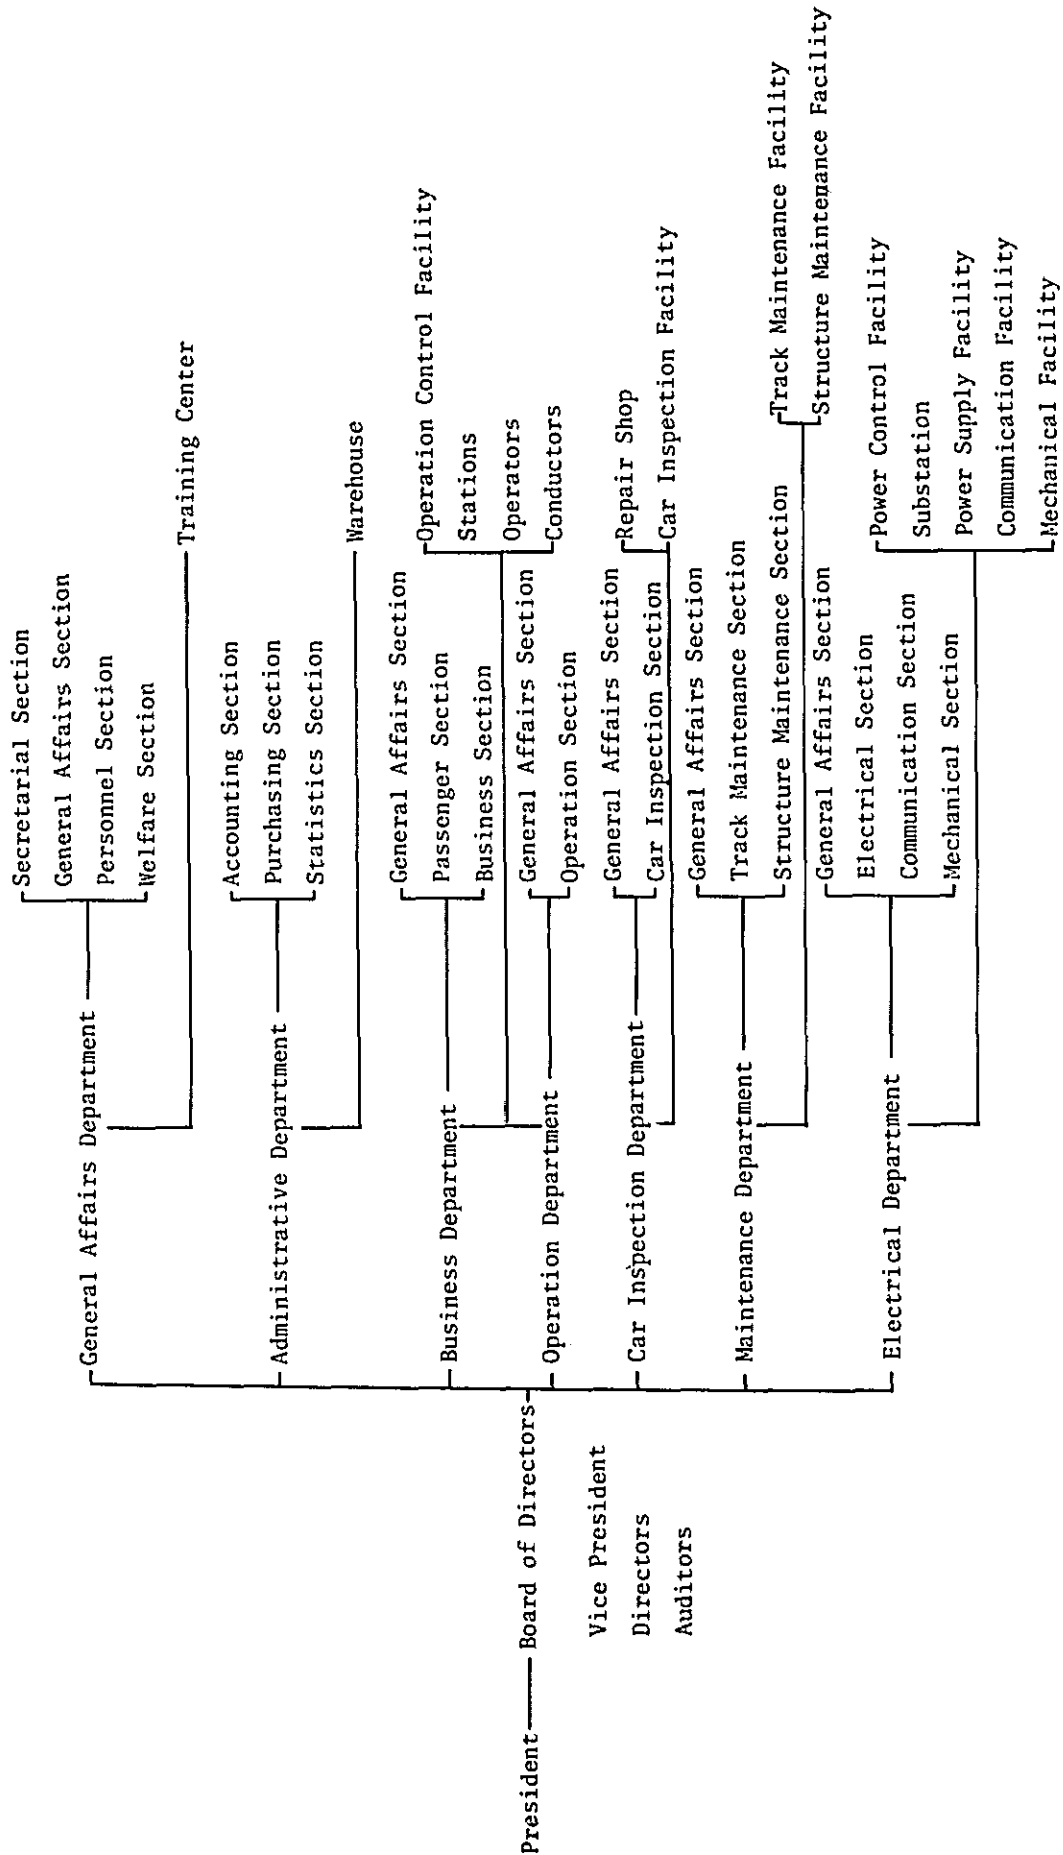 President
Board of Directors
Vice President
Directors
Auditors
General Affairs Department
Secretarial Section
General Affairs Section
Personnel Section
Welfare Section
Training Center
Administrative Department
Accounting Section
Purchasing Section
Statistics Section
Warehouse
Business Department
General Affairs Section
Passenger Section
Business Section
Operation Control Facility
Stations
Operators
Conductors
Operation Department
General Affairs Section
Operation Section
Car Inspection Department
General Affairs Section
Car Inspection Section
Repair Shop
Car Inspection Facility
Maintenance Department
General Affairs Section
Track Maintenance Section
Structure Maintenance Section
Track Maintenance Facility
Structure Maintenance Facility
Electrical Department
General Affairs Section
Electrical Section
Communication Section
Mechanical Section
Power Control Facility
Substation
Power Supply Facility
Communication Facility
Mechanical Facility